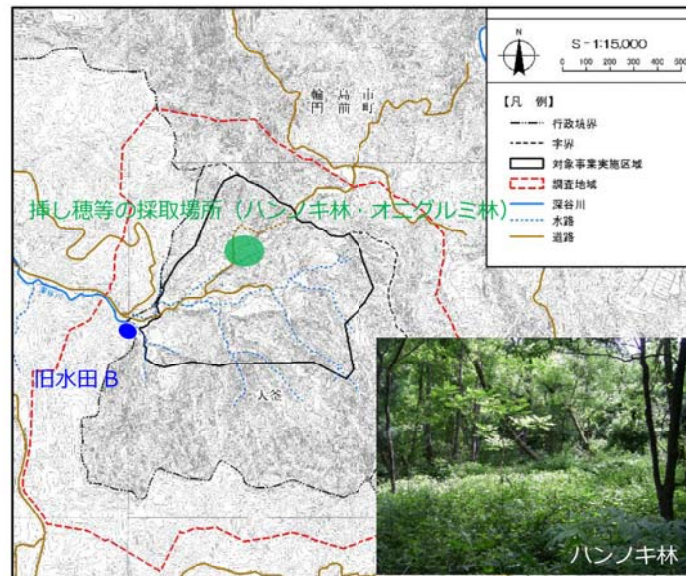 N
S=1:15,000
0 100 200 300 400 500 600
【凡 例】
行政境界
字界
対象事業実施区域
調査地域
深谷川
水路
道路
輪島市
門前町
挿し穂等の採取場所（ハンノキ林・オニグルミ林）
旧水田 B
大釜
ハンノキ林